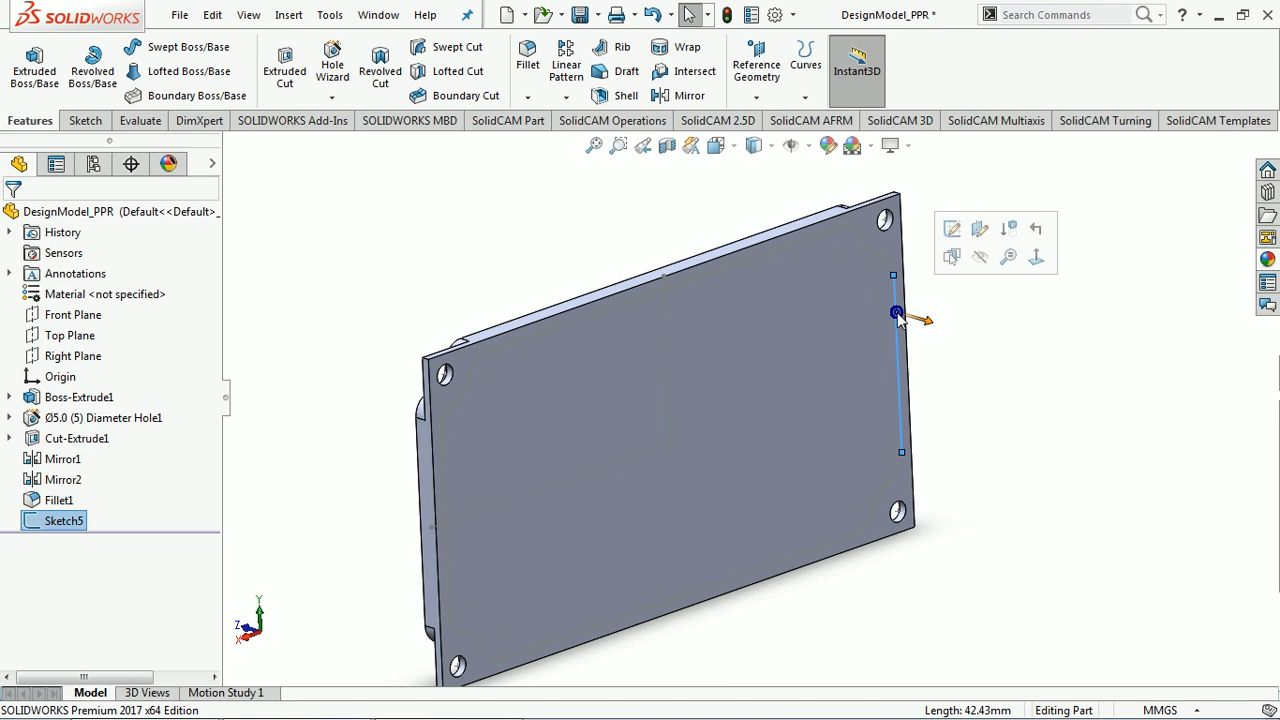 SOLIDWORKS File Edit View Insert Tools Window Help DesignModel_PPR * Search Commands ?
Extruded Boss/Base Revolved Boss/Base Swept Boss/Base Lofted Boss/Base Boundary Boss/Base Extruded Cut Hole Wizard Revolved Cut Swept Cut Lofted Cut Boundary Cut Fillet Linear Pattern Rib Draft Shell Wrap Intersect Mirror Reference Geometry Curves Instant3D
Features Sketch Evaluate DimXpert SOLIDWORKS Add-Ins SOLIDWORKS MBD SolidCAM Part SolidCAM Operations SolidCAM 2.5D SolidCAM AFRM SolidCAM 3D SolidCAM Multiaxis SolidCAM Turning SolidCAM Templates
DesignModel_PPR (Default<<Default>_
History
Sensors
Annotations
Material <not specified>
Front Plane
Top Plane
Right Plane
Origin
Boss-Extrude1
Ø5.0 (5) Diameter Hole1
Cut-Extrude1
Mirror1
Mirror2
Fillet1
Sketch5
Y
Z
X
Model 3D Views Motion Study 1
SOLIDWORKS Premium 2017 x64 Edition Length: 42.43mm Editing Part MMGS